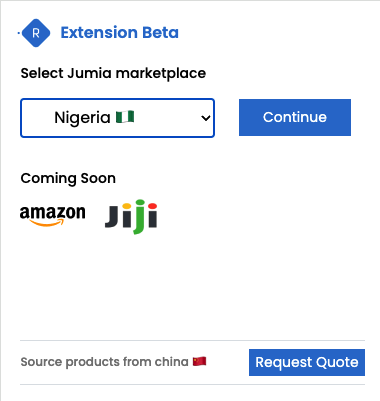 R Extension Beta
Select Jumia marketplace
Nigeria 🇳🇬 Continue
Coming Soon
amazon Jiji
Source products from china 🇨🇳 Request Quote